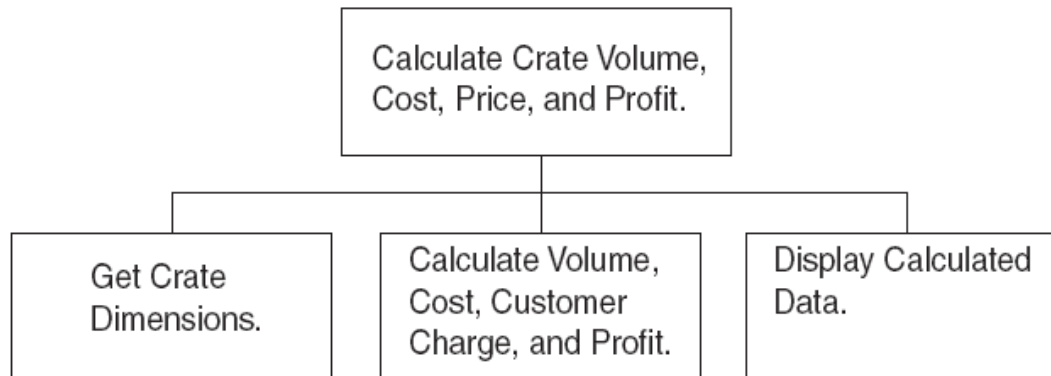 Calculate Crate Volume,
Cost, Price, and Profit.
Get Crate
Dimensions.
Calculate Volume,
Cost, Customer
Charge, and Profit.
Display Calculated
Data.